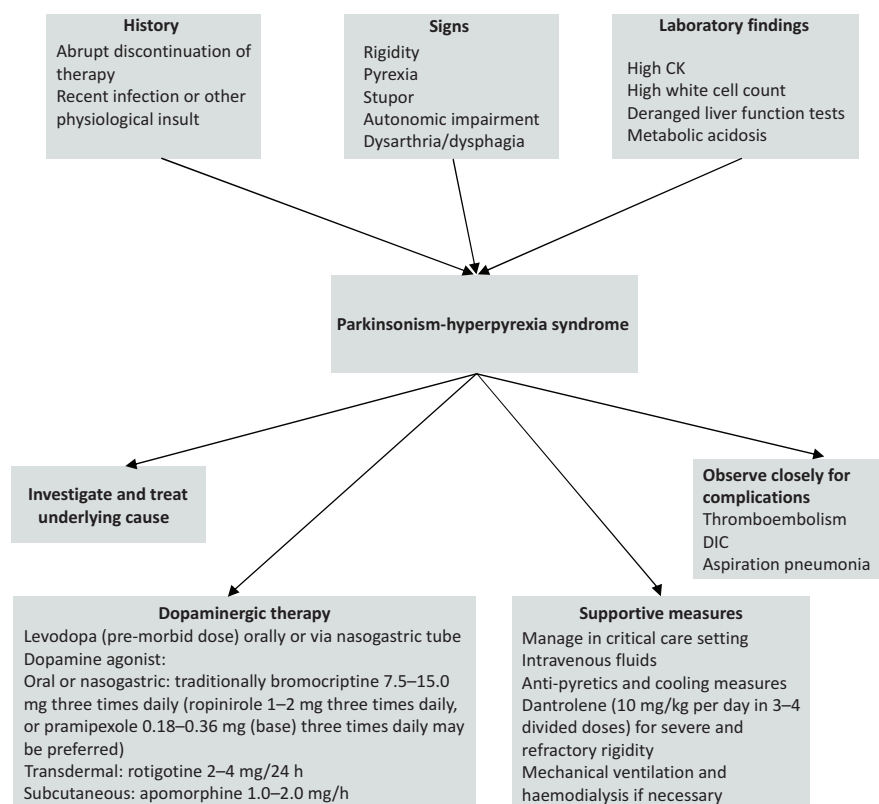 History
Abrupt discontinuation of
therapy
Recent infection or other
physiological insult
Signs
Rigidity
Pyrexia
Stupor
Autonomic impairment
Dysarthria/dysphagia
Laboratory findings
High CK
High white cell count
Deranged liver function tests
Metabolic acidosis
Parkinsonism-hyperpyrexia syndrome
Investigate and treat
underlying cause
Observe closely for
complications
Thromboembolism
DIC
Aspiration pneumonia
Dopaminergic therapy
Levodopa (pre-morbid dose) orally or via nasogastric tube
Dopamine agonist:
Oral or nasogastric: traditionally bromocriptine 7.5–15.0
mg three times daily (ropinirole 1–2 mg three times daily,
or pramipexole 0.18–0.36 mg (base) three times daily may
be preferred)
Transdermal: rotigotine 2–4 mg/24 h
Subcutaneous: apomorphine 1.0–2.0 mg/h
Supportive measures
Manage in critical care setting
Intravenous fluids
Anti-pyretics and cooling measures
Dantrolene (10 mg/kg per day in 3–4
divided doses) for severe and
refractory rigidity
Mechanical ventilation and
haemodialysis if necessary